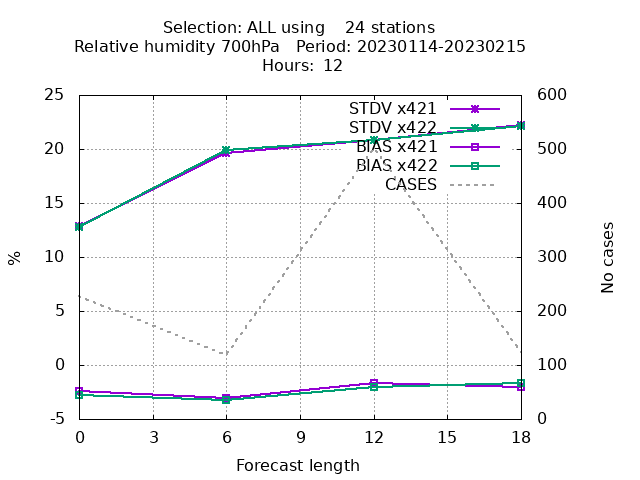 Selection: ALL using    24 stations
Relative humidity 700hPa   Period: 20230114-20230215
Hours: 12
25
20
15
10
5
0
-5
%
600
500
400
300
200
100
0
No cases
STDV x421
STDV x422
BIAS x421
BIAS x422
CASES
0 3 6 9 12 15 18
Forecast length